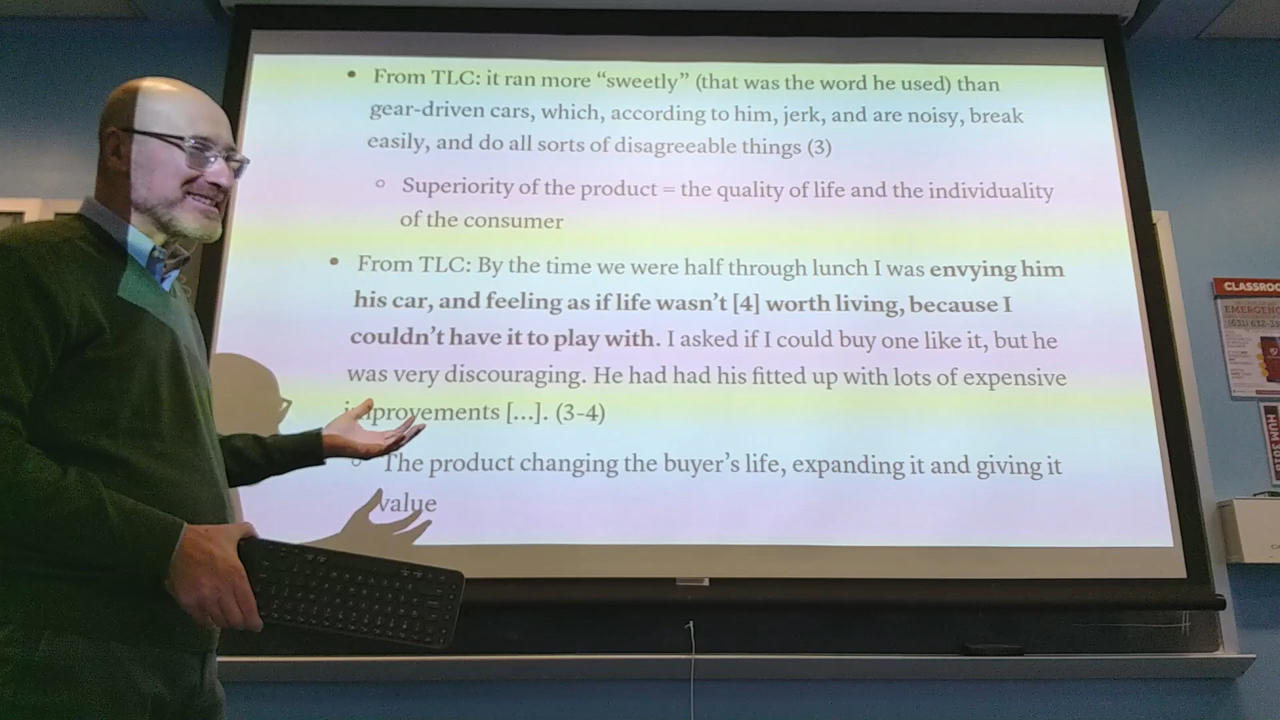 • From TLC: it ran more “sweetly” (that was the word he used) than
gear-driven cars, which, according to him, jerk, and are noisy, break
easily, and do all sorts of disagreeable things (3)
○ Superiority of the product = the quality of life and the individuality
of the consumer
• From TLC: By the time we were half through lunch I was envying him
his car, and feeling as if life wasn’t [4] worth living, because I
couldn’t have it to play with. I asked if I could buy one like it, but he
was very discouraging. He had had his fitted up with lots of expensive
improvements [...]. (3-4)
○ The product changing the buyer’s life, expanding it and giving it
value
CLASSROO
EMERGENC
(631) 632-3
HUM